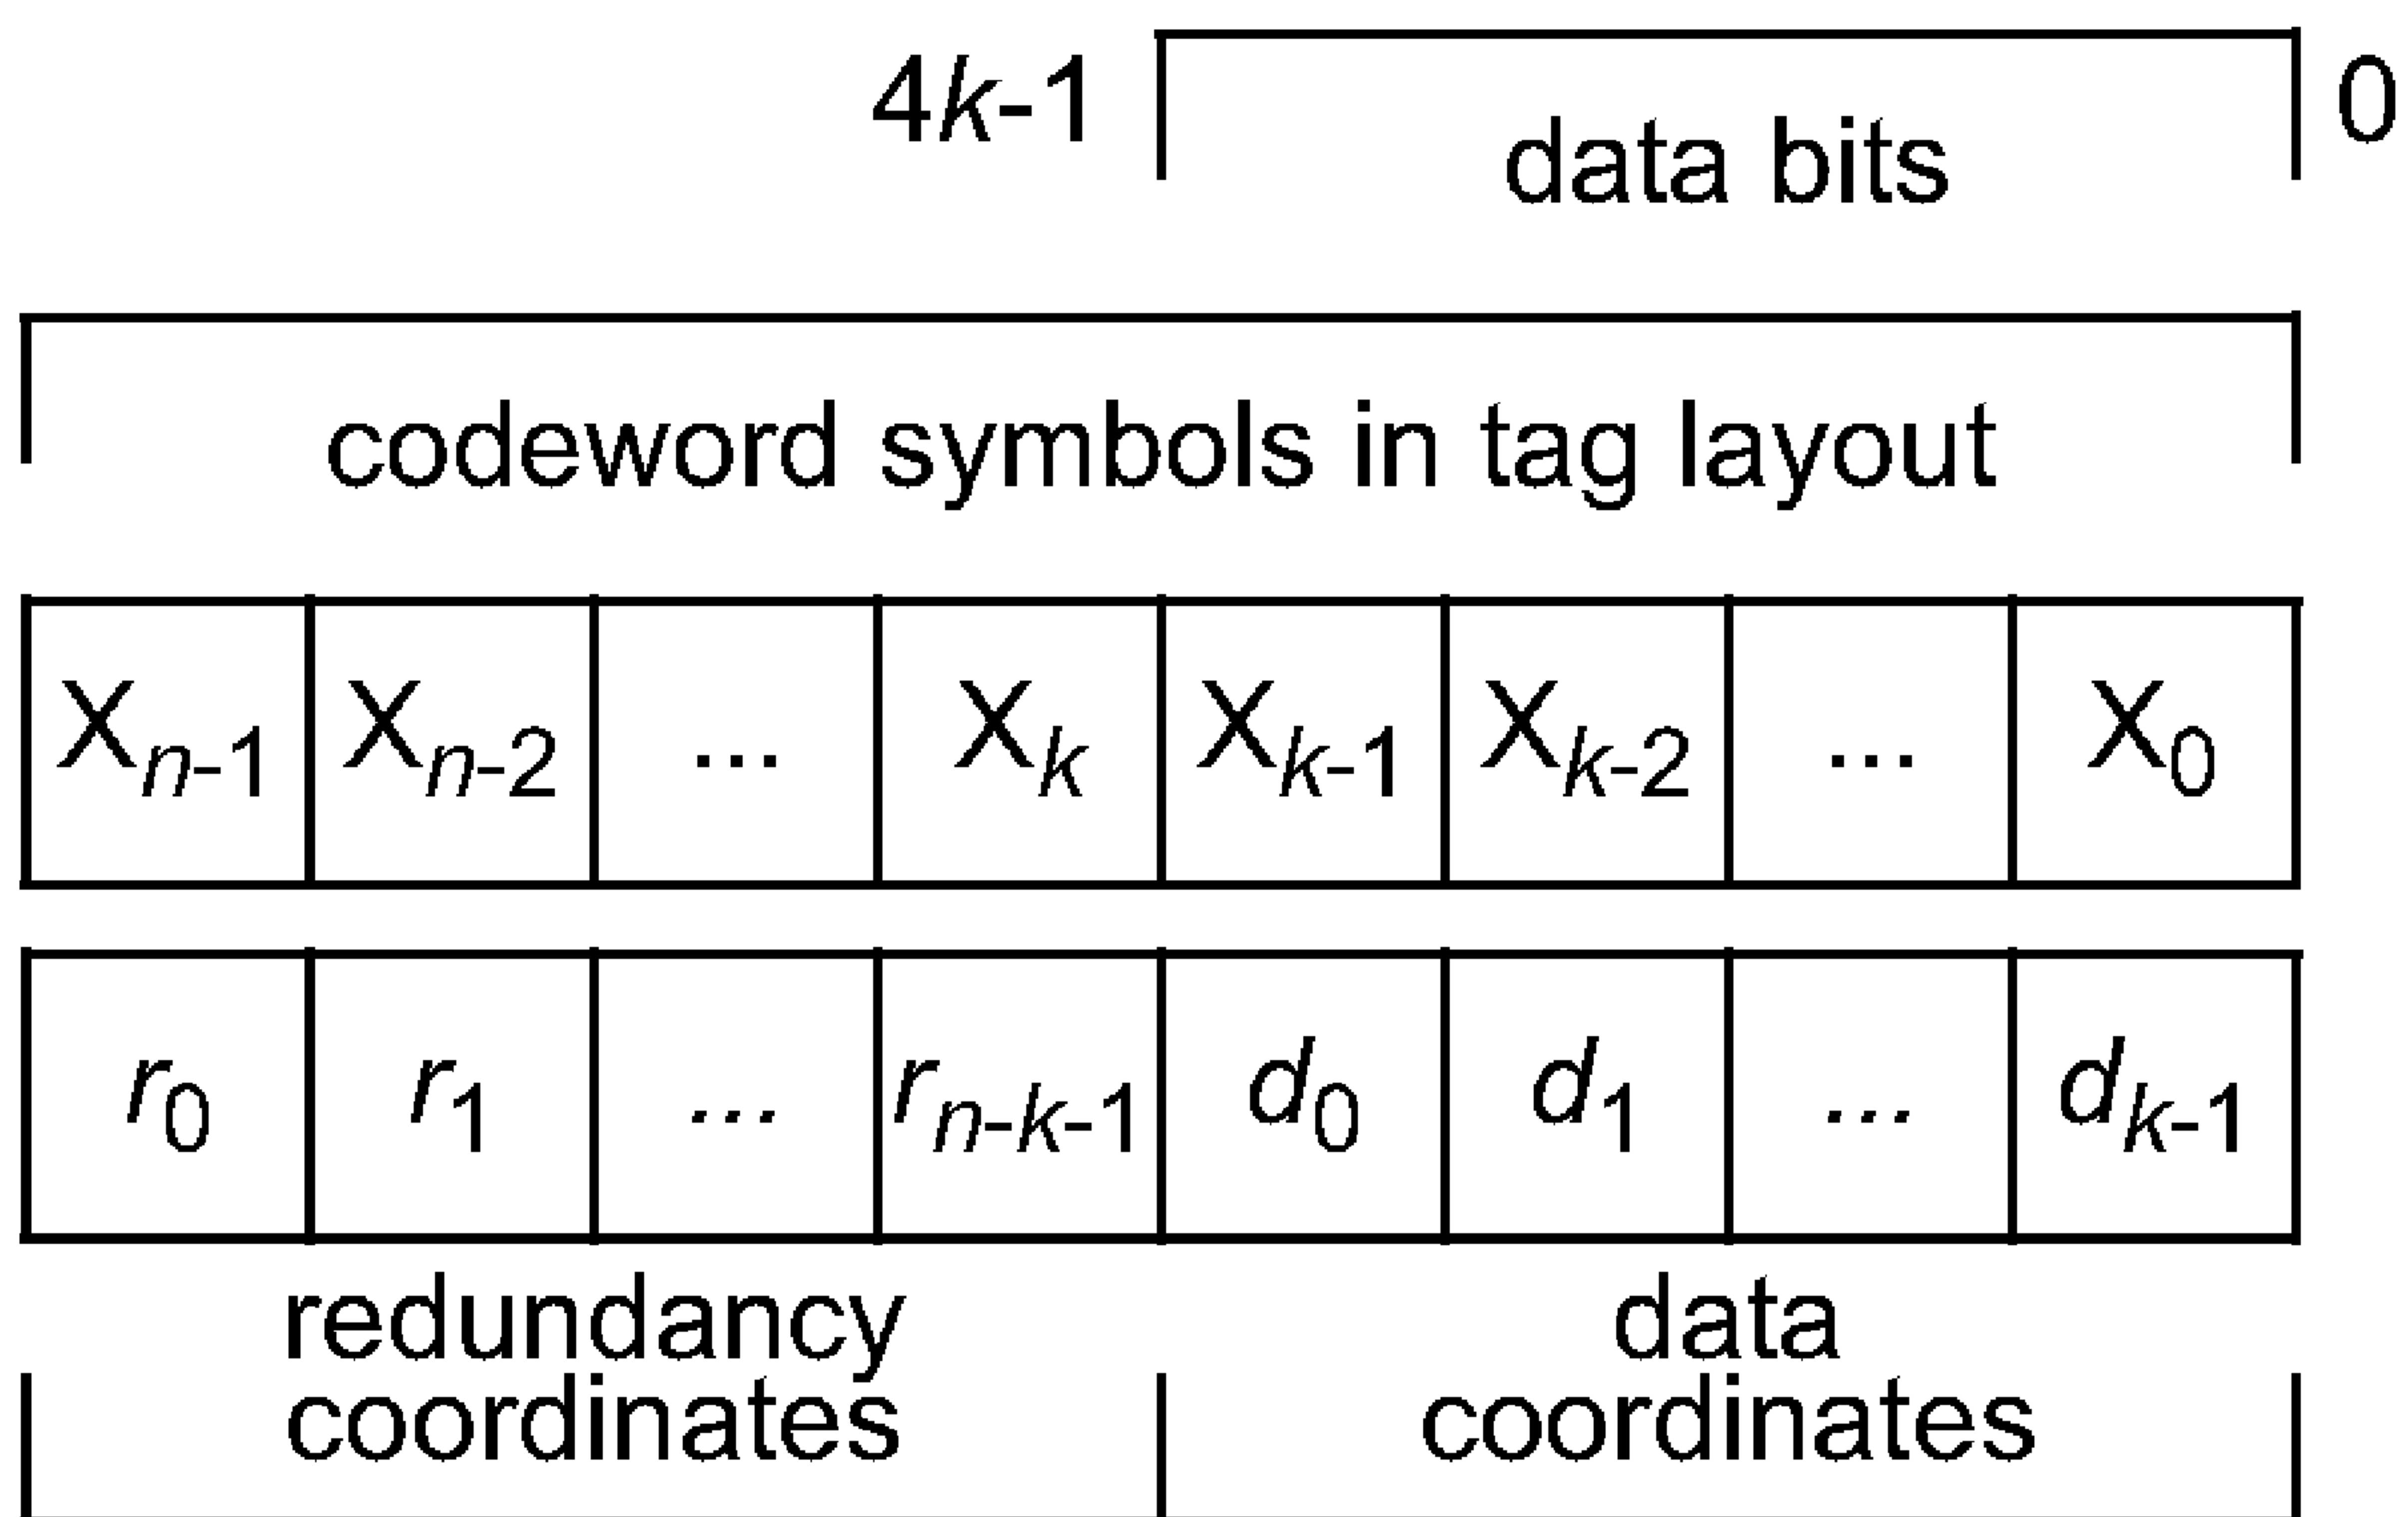 4k-1 0
data bits
codeword symbols in tag layout
Xn-1 Xn-2 ... Xk Xk-1 Xk-2 ... X0
r0 r1 ... rn-k-1 d0 d1 ... dk-1
redundancy data
coordinates coordinates